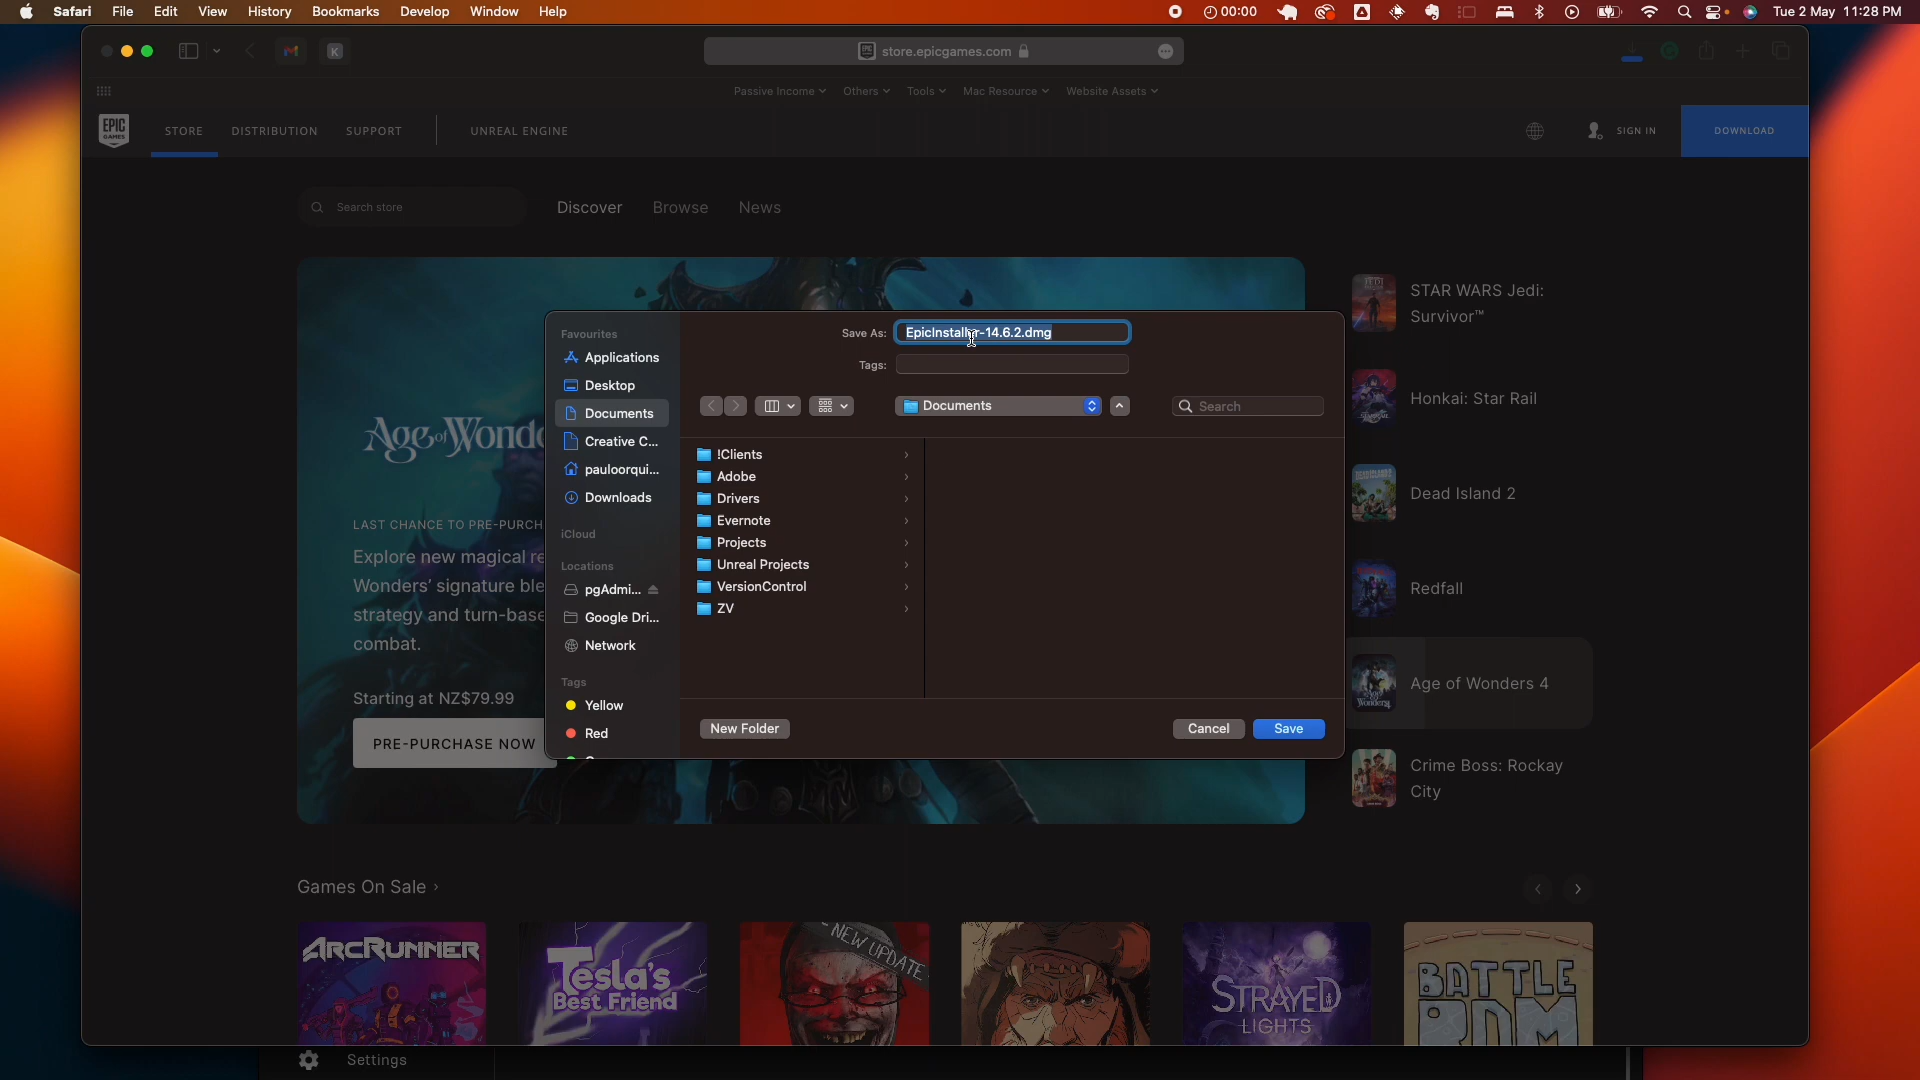 Safari File Edit View History Bookmarks Develop Window Help 00:00 Tue 2 May 11:28 PM
K store.epicgames.com
Passive Income Others Tools Mac Resource Website Assets
EPIC GAMES STORE DISTRIBUTION SUPPORT UNREAL ENGINE SIGN IN DOWNLOAD
Search store Discover Browse News
Age of Wonde
LAST CHANCE TO PRE-PURCH
Explore new magical re
Wonders' signature ble
strategy and turn-base
combat.
Starting at NZ$79.99
PRE-PURCHASE NOW
Favourites
Applications
Desktop
Documents
Creative C...
pauloorqui...
Downloads
iCloud
Locations
pgAdmi...
Google Dri...
Network
Tags
Yellow
Red
Save As: EpicInstaller-14.6.2.dmg
Tags:
Documents
Search
!Clients
Adobe
Drivers
Evernote
Projects
Unreal Projects
VersionControl
ZV
New Folder Cancel Save
STAR WARS Jedi:
Survivor™
Honkai: Star Rail
Dead Island 2
Redfall
Age of Wonders 4
Crime Boss: Rockay
City
Games On Sale
ARCRUNNER
Tesla's
Best Friend
NEW UPDATE
STRAYED
LIGHTS
BATTLE
Settings